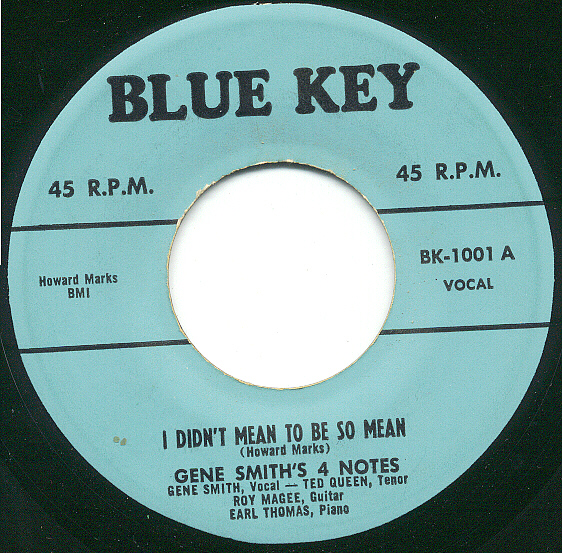 BLUE KEY
45 R.P.M.
45 R.P.M.
Howard Marks
BMI
BK-1001 A
VOCAL
I DIDN'T MEAN TO BE SO MEAN
(Howard Marks)
GENE SMITH'S 4 NOTES
GENE SMITH, Vocal — TED QUEEN, Tenor
ROY MAGEE, Guitar
EARL THOMAS, Piano